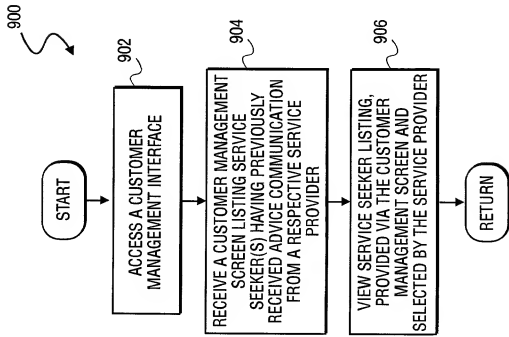 900
START
902
ACCESS A CUSTOMER
MANAGEMENT INTERFACE
904
RECEIVE A CUSTOMER MANAGEMENT
SCREEN LISTING SERVICE
SEEKER(S) HAVING PREVIOUSLY
RECEIVED ADVICE COMMUNICATION
FROM A RESPECTIVE SERVICE
PROVIDER
906
VIEW SERVICE SEEKER LISTING,
PROVIDED VIA THE CUSTOMER
MANAGEMENT SCREEN AND
SELECTED BY THE SERVICE PROVIDER
RETURN